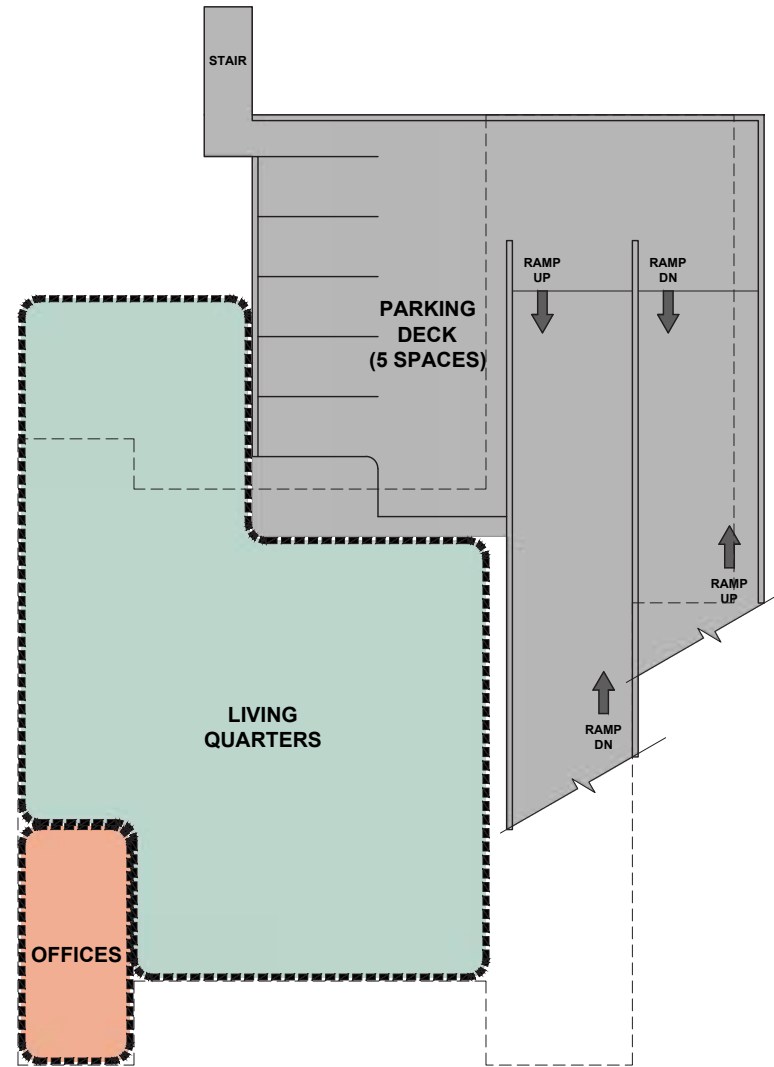 STAIR
RAMP
UP
RAMP
DN
PARKING
DECK
(5 SPACES)
RAMP
UP
LIVING
QUARTERS
RAMP
DN
OFFICES